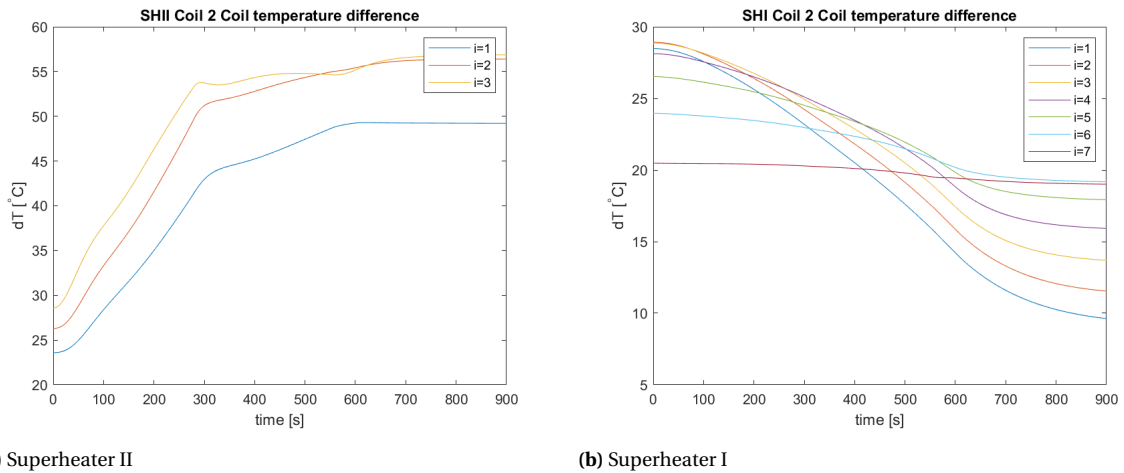 SHII Coil 2 Coil temperature difference
60
55
50
45
40
35
30
25
20
dT [°C]
0 100 200 300 400 500 600 700 800 900
time [s]
i=1
i=2
i=3
) Superheater II
SHI Coil 2 Coil temperature difference
30
25
20
15
10
5
dT [°C]
0 100 200 300 400 500 600 700 800 900
time [s]
i=1
i=2
i=3
i=4
i=5
i=6
i=7
(b) Superheater I